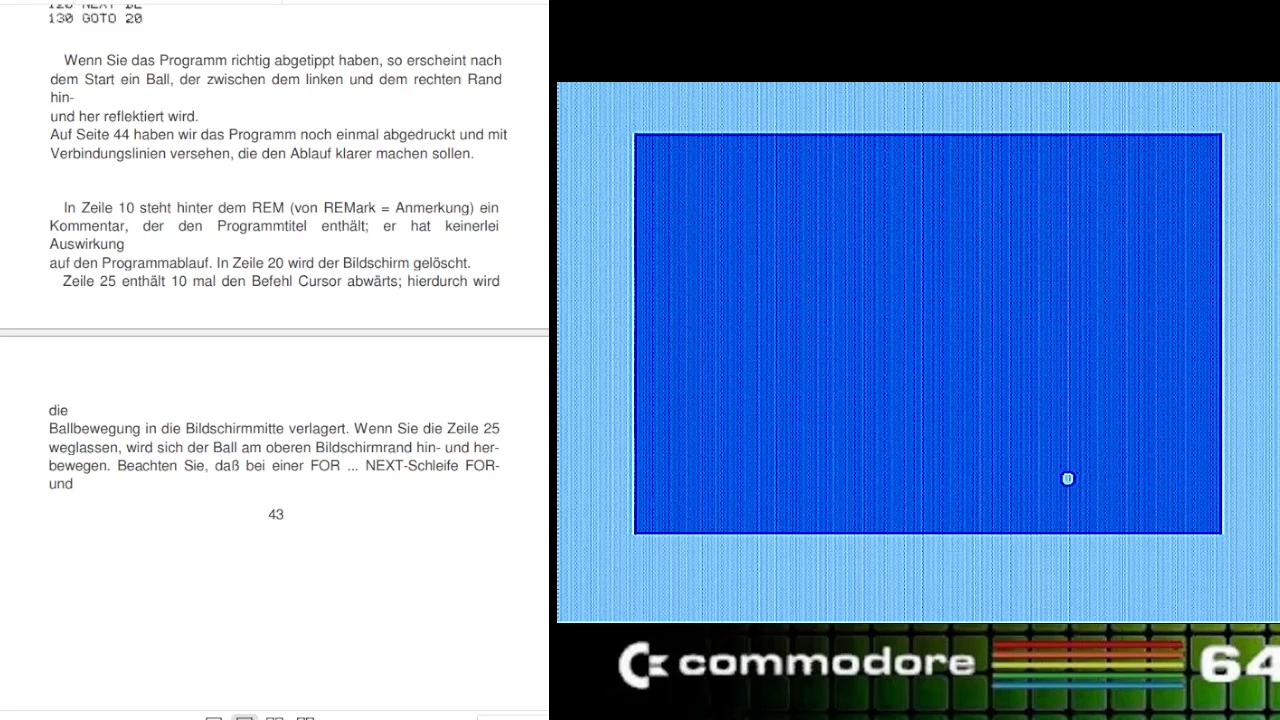 120 NEXT DL
130 GOTO 20
Wenn Sie das Programm richtig abgetippt haben, so erscheint nach
dem Start ein Ball, der zwischen dem linken und dem rechten Rand
hin-
und her reflektiert wird.
Auf Seite 44 haben wir das Programm noch einmal abgedruckt und mit
Verbindungslinien versehen, die den Ablauf klarer machen sollen.
In Zeile 10 steht hinter dem REM (von REMark = Anmerkung) ein
Kommentar, der den Programmtitel enthält; er hat keinerlei
Auswirkung
auf den Programmablauf. In Zeile 20 wird der Bildschirm gelöscht.
Zeile 25 enthält 10 mal den Befehl Cursor abwärts; hierdurch wird
die
Ballbewegung in die Bildschirmmitte verlagert. Wenn Sie die Zeile 25
weglassen, wird sich der Ball am oberen Bildschirmrand hin- und her-
bewegen. Beachten Sie, daß bei einer FOR ... NEXT-Schleife FOR-
und
43
commodore 64